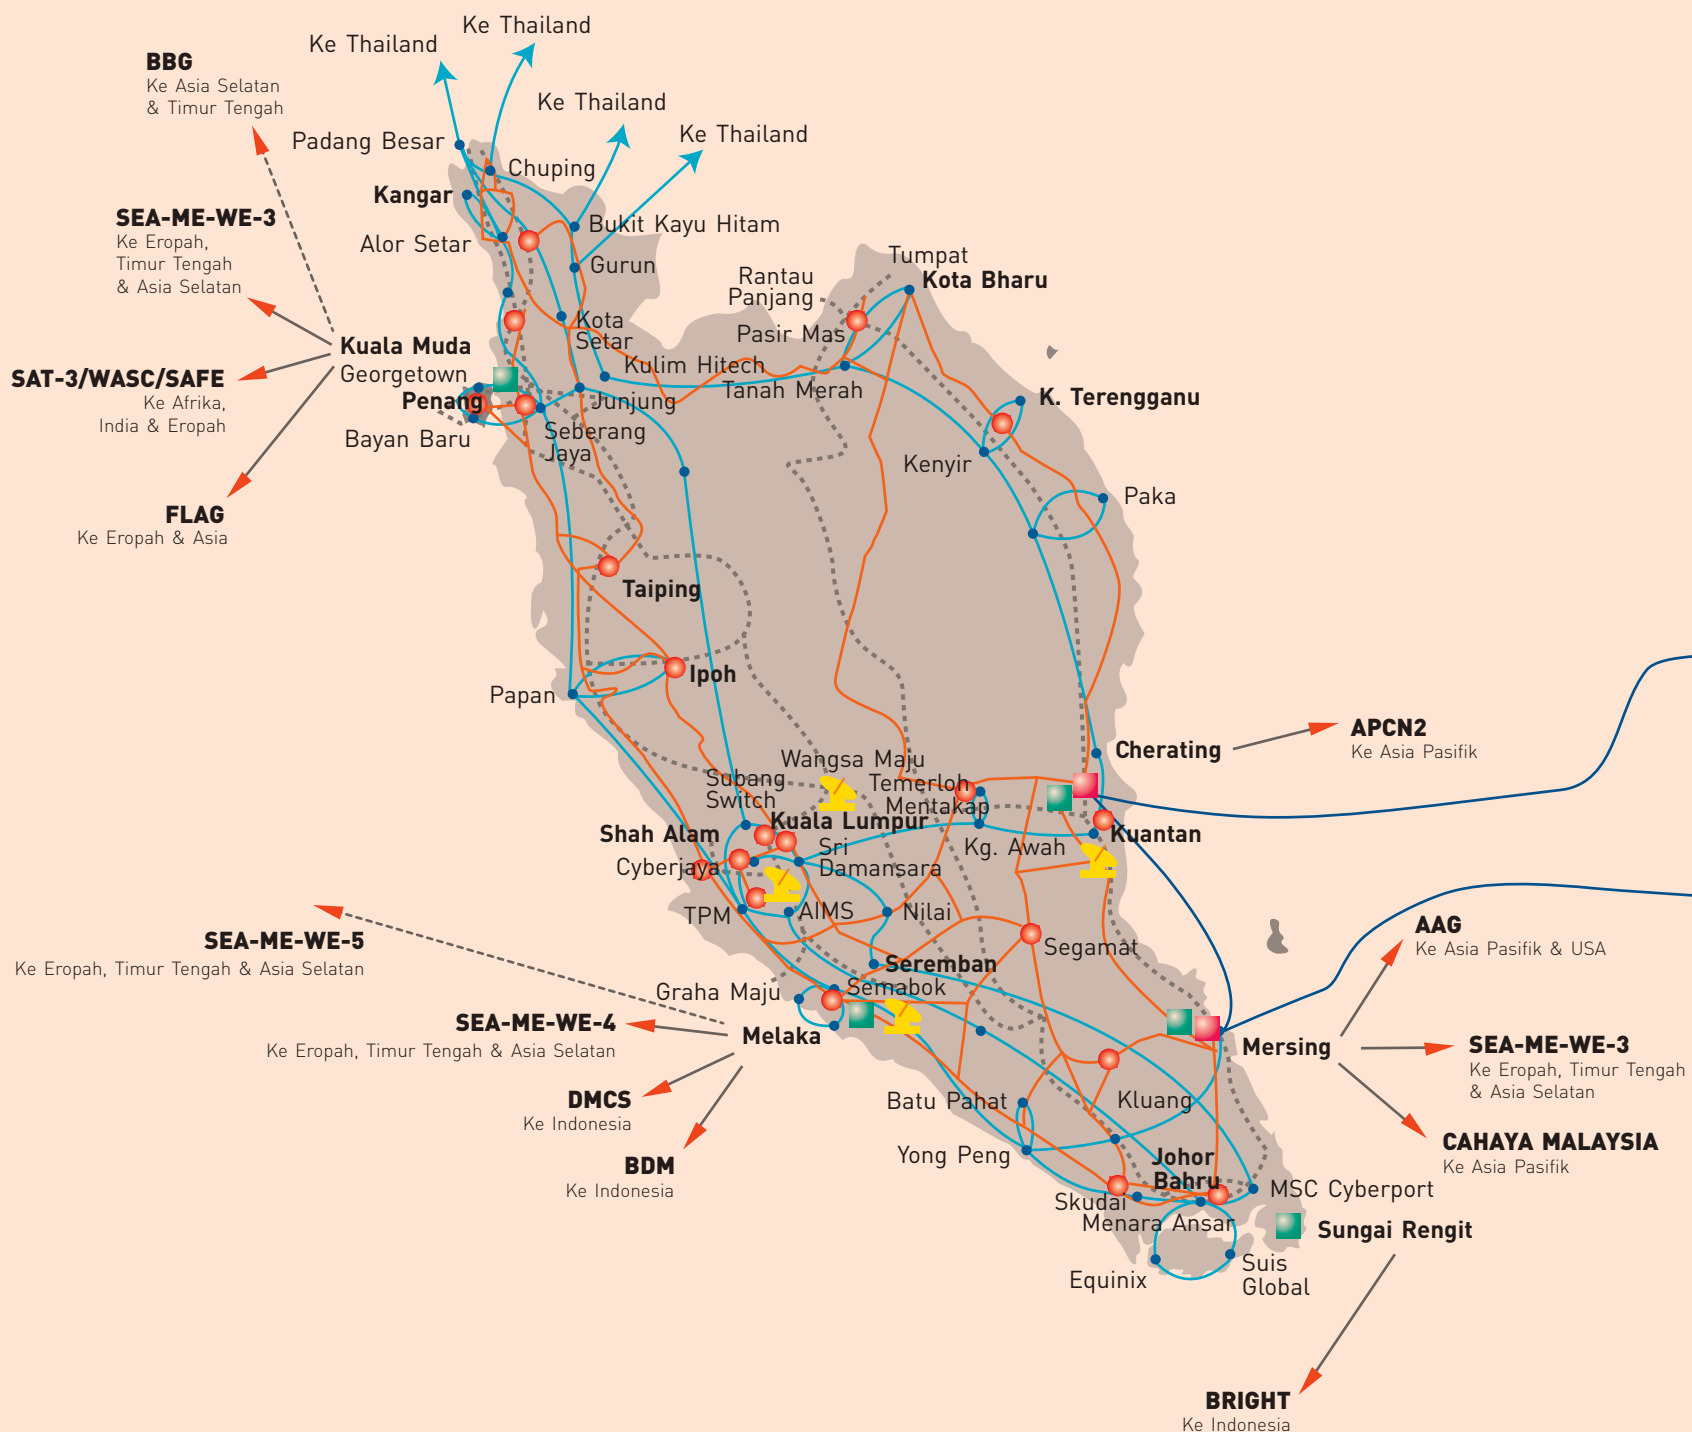 Ke Thailand
Ke Thailand
BBG
Ke Asia Selatan
& Timur Tengah
Ke Thailand
Ke Thailand
Padang Besar
Chuping
Kangar
SEA-ME-WE-3
Ke Eropah,
Timur Tengah
& Asia Selatan
Alor Setar
Bukit Kayu Hitam
Gurun
Tumpat
Rantau
Panjang
Kota Bharu
Kota
Setar
Pasir Mas
Kuala Muda
Georgetown
Kulim Hitech
Tanah Merah
SAT-3/WASC/SAFE
Ke Afrika,
India & Eropah
Penang
Junjung
K. Terengganu
Bayan Baru
Seberang
Jaya
Kenyir
Paka
FLAG
Ke Eropah & Asia
Taiping
Ipoh
Papan
Cherating
APCN2
Ke Asia Pasifik
Wangsa Maju
Subang
Switch
Temerloh
Mentakap
Kuala Lumpur
Shah Alam
Kuantan
Kg. Awah
Sri
Damansara
Cyberjaya
TPM
AIMS
Nilai
Segamat
AAG
Ke Asia Pasifik & USA
SEA-ME-WE-5
Ke Eropah, Timur Tengah & Asia Selatan
Seremban
Semabok
Graha Maju
SEA-ME-WE-4
Ke Eropah, Timur Tengah & Asia Selatan
Melaka
Mersing
SEA-ME-WE-3
Ke Eropah, Timur Tengah
& Asia Selatan
DMCS
Ke Indonesia
Batu Pahat
Kluang
CAHAYA MALAYSIA
Ke Asia Pasifik
BDM
Ke Indonesia
Yong Peng
Johor
Bahru
Skudai
MSC Cyberport
Menara Ansar
Sungai Rengit
Equinix
Suis
Global
BRIGHT
Ke Indonesia